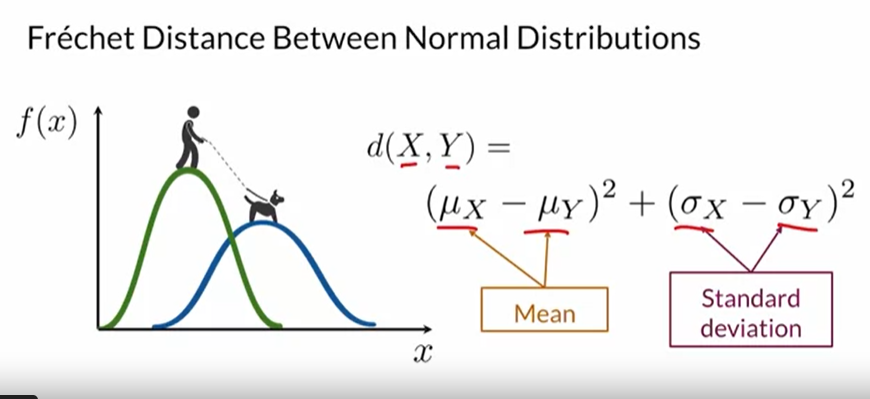 Fréchet Distance Between Normal Distributions
f(x)
d(X, Y) =
(μX − μY)² + (σX − σY)²
Mean
Standard
deviation
x